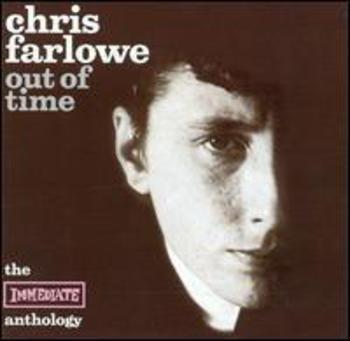 chris
farlowe
out of
time
the
IMMEDIATE
anthology